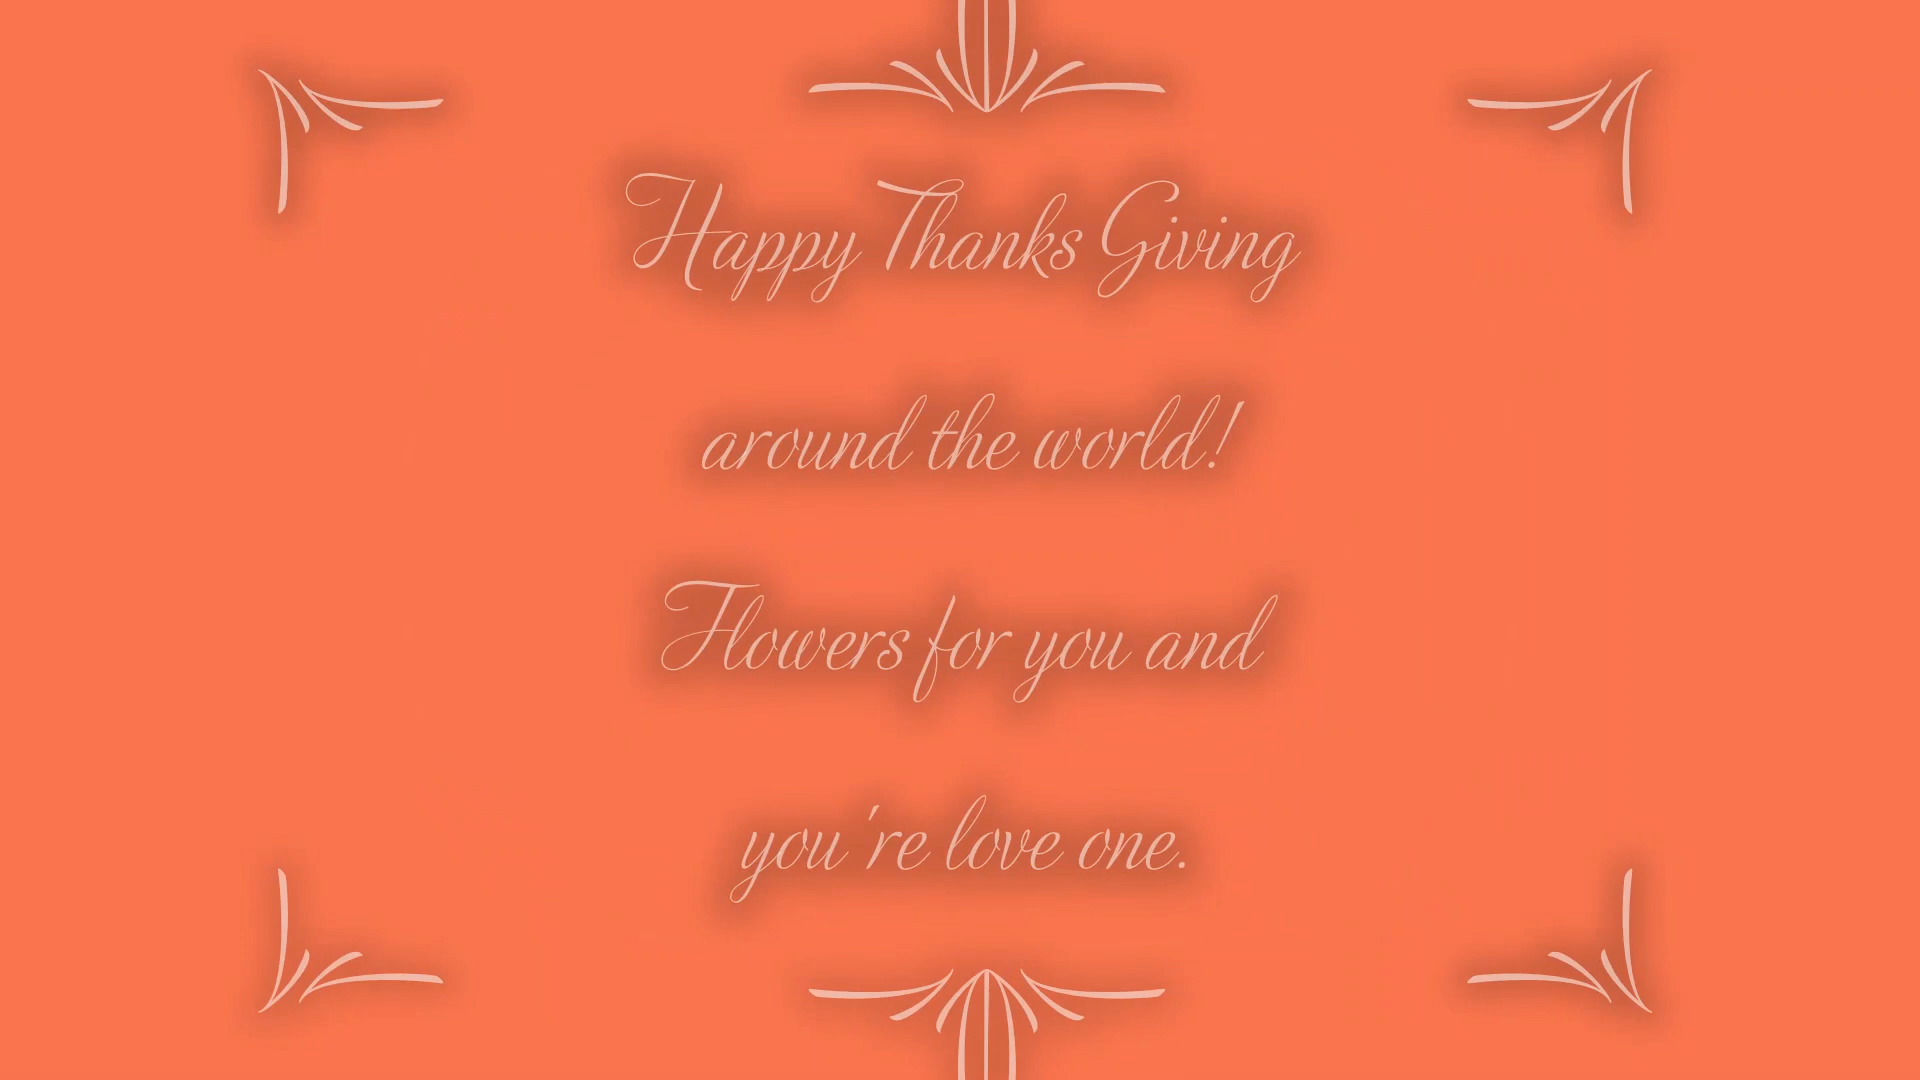 Happy Thanks Giving
around the world!
Flowers for you and
you're love one.